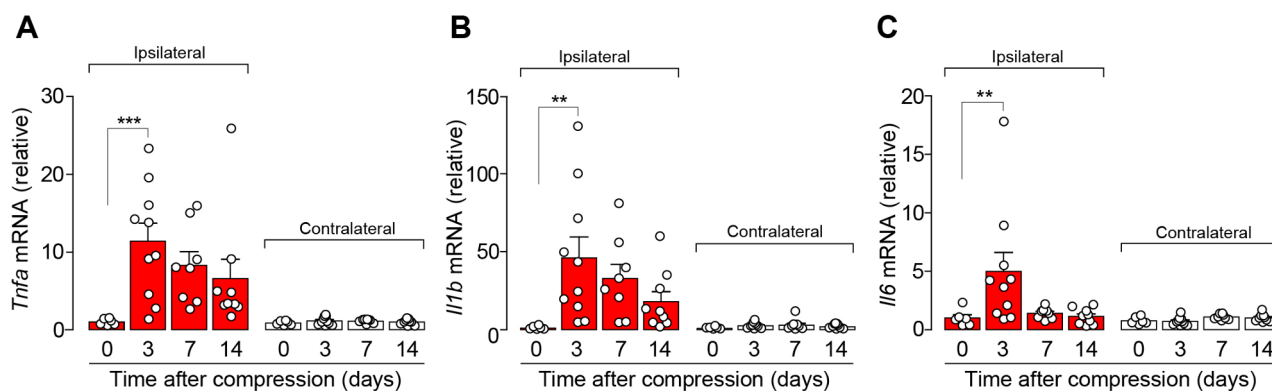 A
Ipsilateral
Tnfa mRNA (relative)
30
20
10
0
***
Contralateral
0 3 7 14 0 3 7 14
Time after compression (days)
B
Ipsilateral
Il1b mRNA (relative)
150
100
50
0
**
Contralateral
0 3 7 14 0 3 7 14
Time after compression (days)
C
Ipsilateral
Il6 mRNA (relative)
20
15
10
5
0
**
Contralateral
0 3 7 14 0 3 7 14
Time after compression (days)